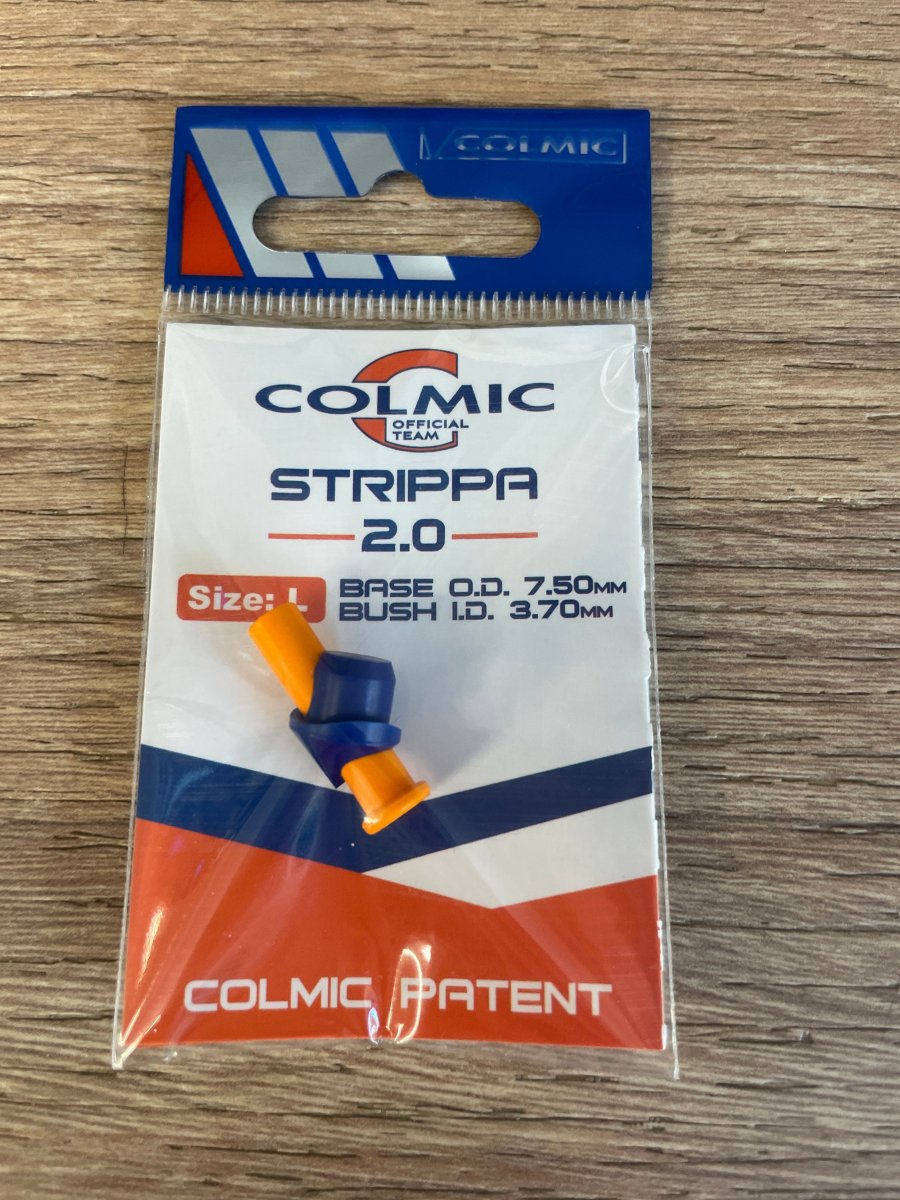 COLMIC
COLMIC
OFFICIAL
TEAM
STRIPPA
2.0
Size: L
BASE O.D. 7.50MM
BUSH I.D. 3.70MM
COLMIC PATENT